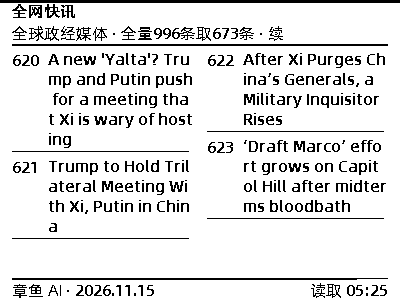 全网快讯
全球政经媒体 · 全量996条取673条 · 续
620 A new 'Yalta'? Tru
mp and Putin push
for a meeting tha
t Xi is wary of host
ing
621 Trump to Hold Tril
ateral Meeting Wi
th Xi, Putin in Chin
a
622 After Xi Purges Ch
ina’s Generals, a
Military Inquisitor
Rises
623 ‘Draft Marco’ effo
rt grows on Capit
ol Hill after midter
ms bloodbath
章鱼 AI · 2026.11.15
读取 05:25